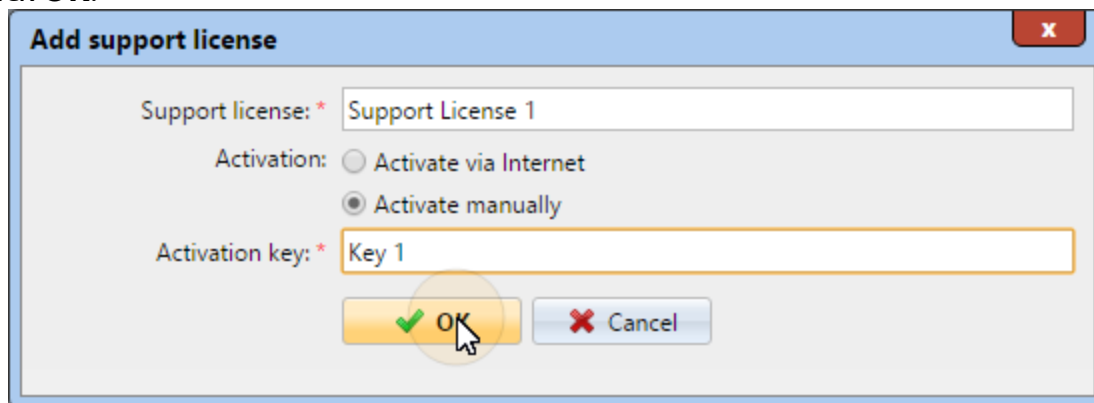 OK.
Add support license
x
Support license: * Support License 1
Activation: Activate via Internet
Activate manually
Activation key: * Key 1
OK Cancel